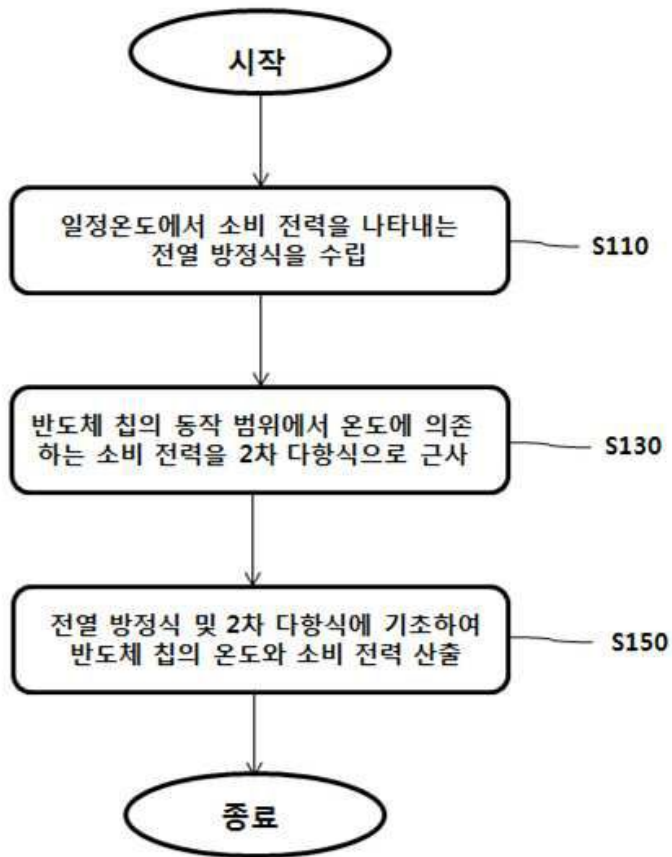 시작
일정온도에서 소비 전력을 나타내는
전열 방정식을 수립
S110
반도체 칩의 동작 범위에서 온도에 의존
하는 소비 전력을 2차 다항식으로 근사
S130
전열 방정식 및 2차 다항식에 기초하여
반도체 칩의 온도와 소비 전력 산출
S150
종료